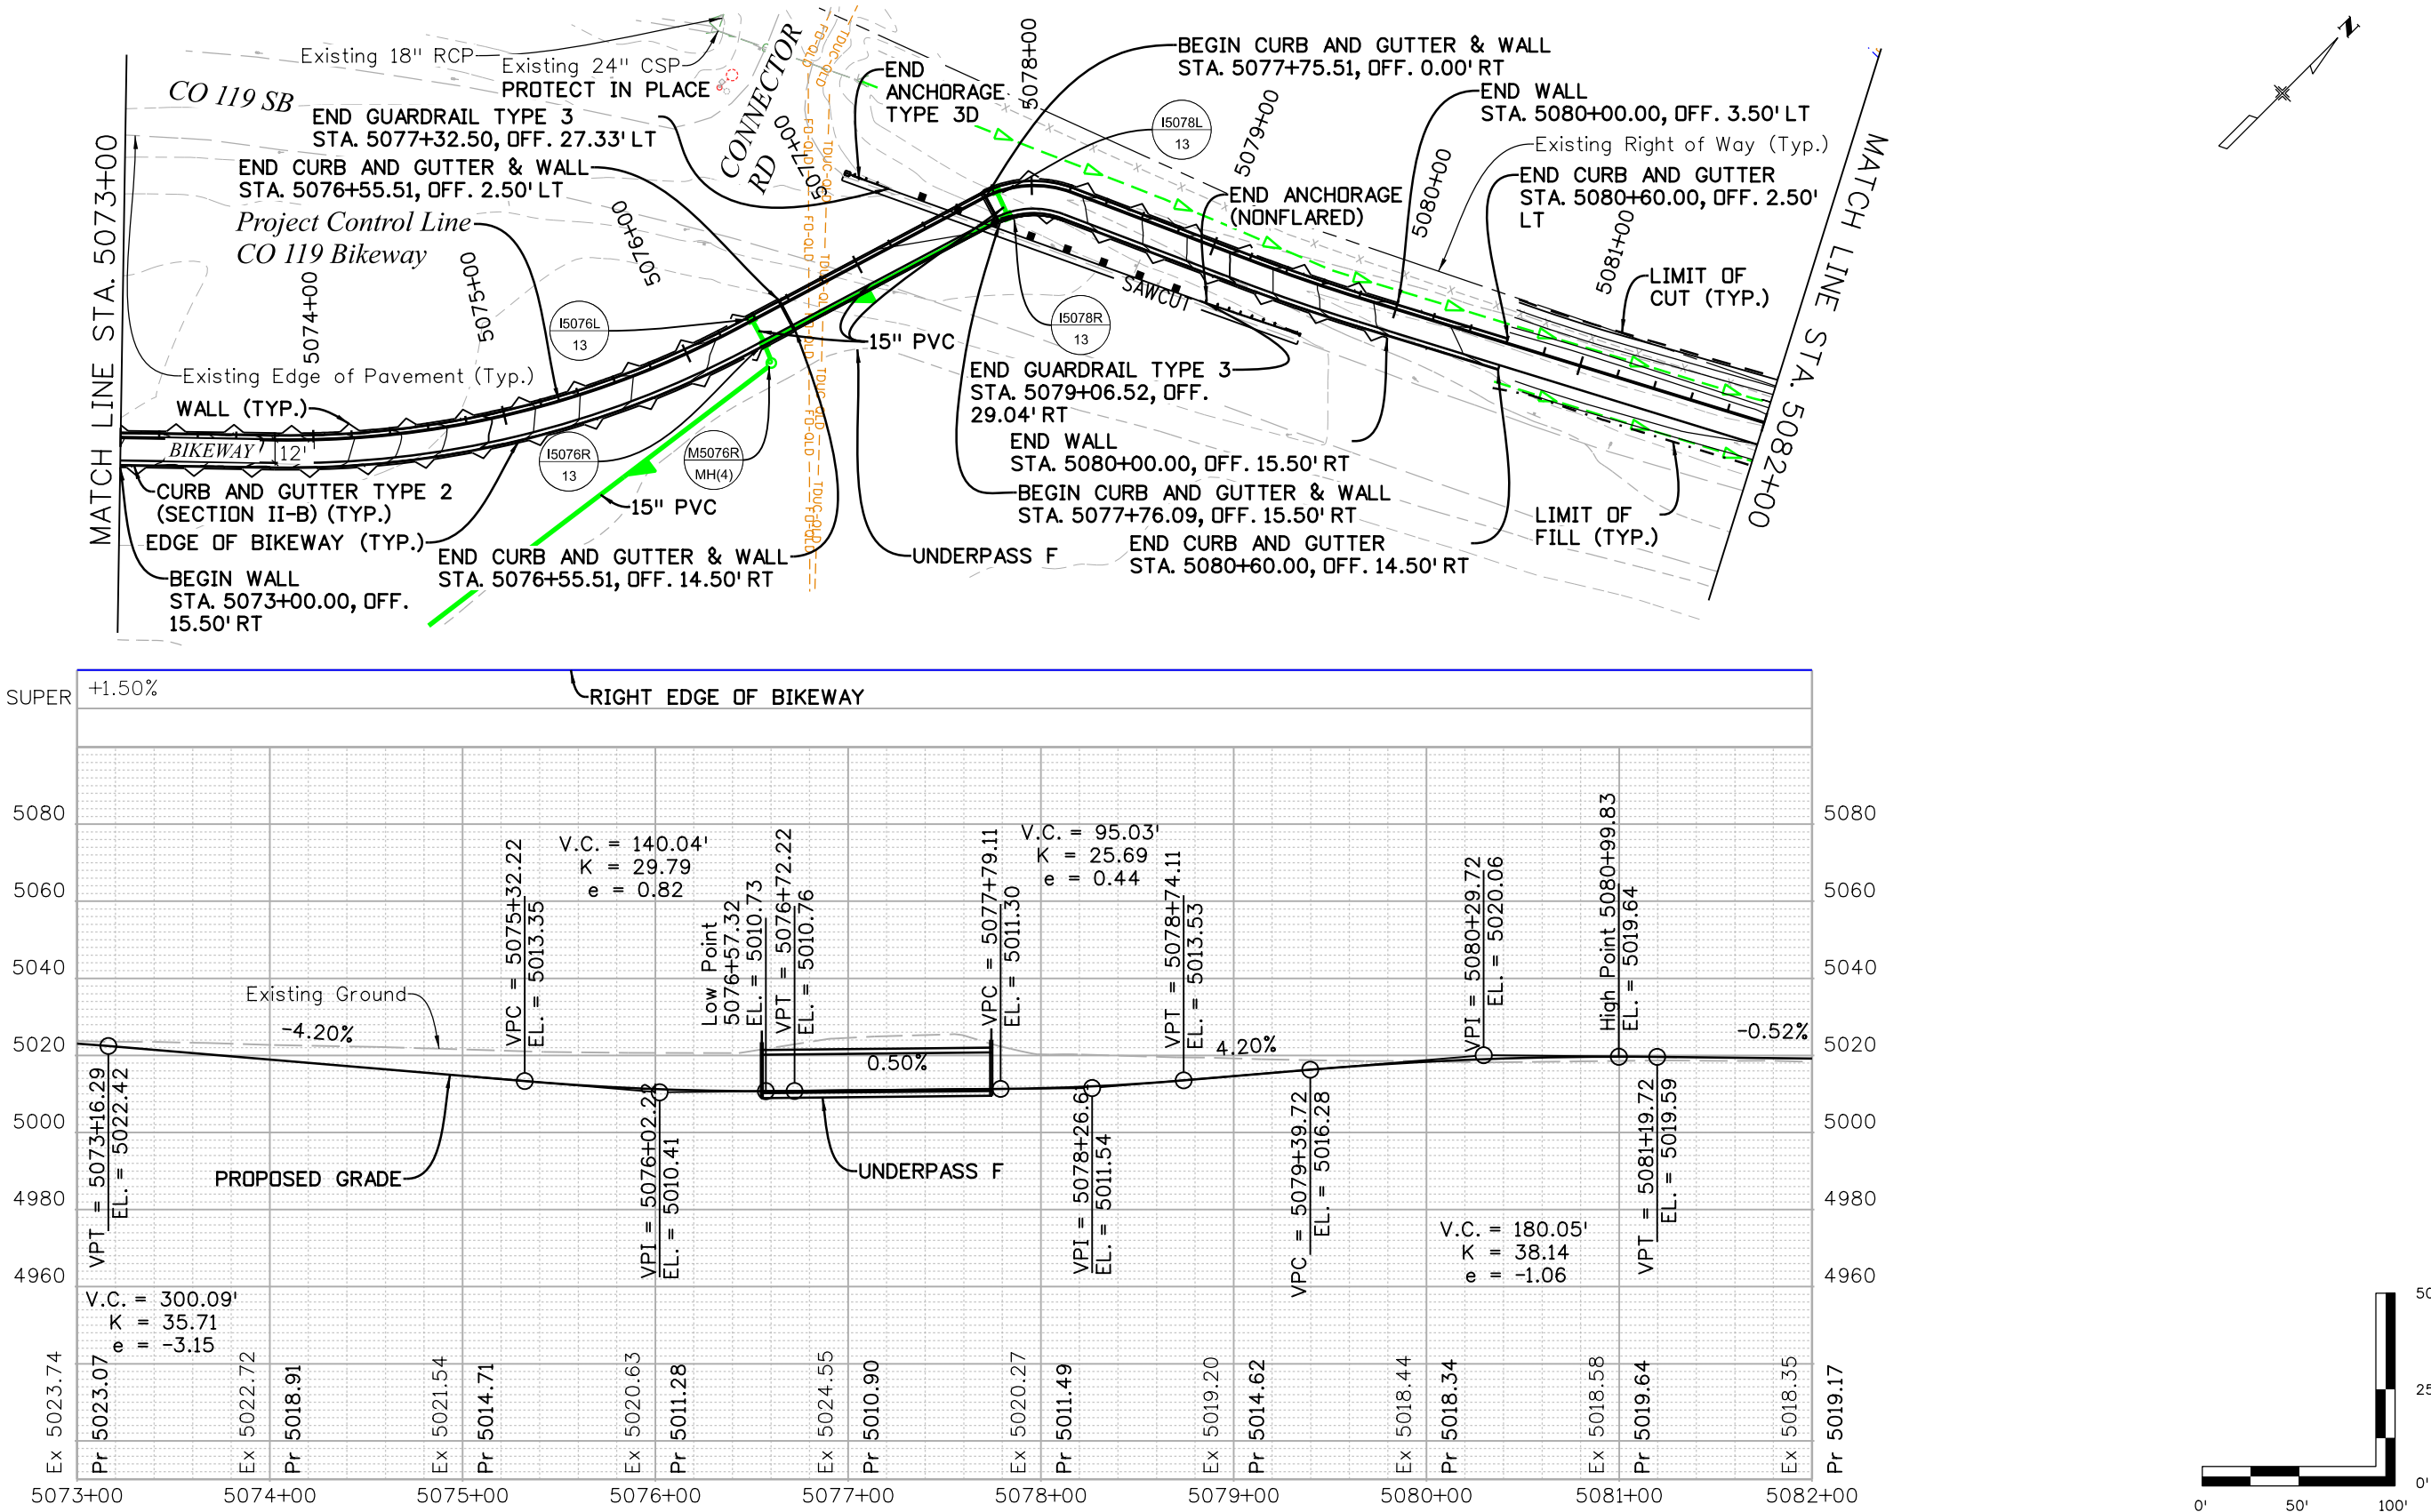 Existing 18" RCP
Existing 24" CSP
PROTECT IN PLACE
CO 119 SB
CONNECTOR
RD
END GUARDRAIL TYPE 3
STA. 5077+32.50, OFF. 27.33' LT
END CURB AND GUTTER & WALL
STA. 5076+55.51, OFF. 2.50' LT
Project Control Line
CO 119 Bikeway
END
ANCHORAGE
TYPE 3D
BEGIN CURB AND GUTTER & WALL
STA. 5077+75.51, OFF. 0.00' RT
END WALL
STA. 5080+00.00, OFF. 3.50' LT
Existing Right of Way (Typ.)
END CURB AND GUTTER
STA. 5080+60.00, OFF. 2.50'
LT
END ANCHORAGE
(NONFLARED)
LIMIT OF
CUT (TYP.)
MATCH LINE STA. 5073+00
MATCH LINE STA. 5082+00
5074+00
5075+00
5076+00
5077+00
5078+00
5079+00
5080+00
5081+00
I5078L
13
I5076L
13
I5078R
13
I5076R
13
M5076R
MH(4)
FO-QLD
TDUC-QLD
SAWCUT
15" PVC
Existing Edge of Pavement (Typ.)
WALL (TYP.)
BIKEWAY
12'
CURB AND GUTTER TYPE 2
(SECTION II-B) (TYP.)
EDGE OF BIKEWAY (TYP.)
BEGIN WALL
STA. 5073+00.00, OFF.
15.50' RT
15" PVC
END CURB AND GUTTER & WALL
STA. 5076+55.51, OFF. 14.50' RT
UNDERPASS F
END GUARDRAIL TYPE 3
STA. 5079+06.52, OFF.
29.04' RT
END WALL
STA. 5080+00.00, OFF. 15.50' RT
BEGIN CURB AND GUTTER & WALL
STA. 5077+76.09, OFF. 15.50' RT
END CURB AND GUTTER
STA. 5080+60.00, OFF. 14.50' RT
LIMIT OF
FILL (TYP.)
N
SUPER
+1.50%
RIGHT EDGE OF BIKEWAY
5080
5060
5040
5020
5000
4980
4960
5080
5060
5040
5020
5000
4980
4960
Existing Ground
-4.20%
PROPOSED GRADE
VPT = 5073+16.29
EL. = 5022.42
V.C. = 300.09'
K = 35.71
e = -3.15
VPC = 5075+32.22
EL. = 5013.35
V.C. = 140.04'
K = 29.79
e = 0.82
VPI = 5076+02.2
EL. = 5010.41
Low Point
5076+57.32
EL. = 5010.73
VPT = 5076+72.22
EL. = 5010.76
0.50%
UNDERPASS F
VPC = 5077+79.11
EL. = 5011.30
V.C. = 95.03'
K = 25.69
e = 0.44
VPI = 5078+26.6
EL. = 5011.54
VPT = 5078+74.11
EL. = 5013.53
4.20%
VPC = 5079+39.72
EL. = 5016.28
VPI = 5080+29.72
EL. = 5020.06
V.C. = 180.05'
K = 38.14
e = -1.06
High Point 5080+99.83
EL. = 5019.64
VPT = 5081+19.72
EL. = 5019.59
-0.52%
Ex 5023.74
Pr 5023.07
Ex 5022.72
Pr 5018.91
Ex 5021.54
Pr 5014.71
Ex 5020.63
Pr 5011.28
Ex 5024.55
Pr 5010.90
Ex 5020.27
Pr 5011.49
Ex 5019.20
Pr 5014.62
Ex 5018.44
Pr 5018.34
Ex 5018.58
Pr 5019.64
Ex 5018.35
Pr 5019.17
5073+00
5074+00
5075+00
5076+00
5077+00
5078+00
5079+00
5080+00
5081+00
5082+00
50
25
0'
0'
50'
100'